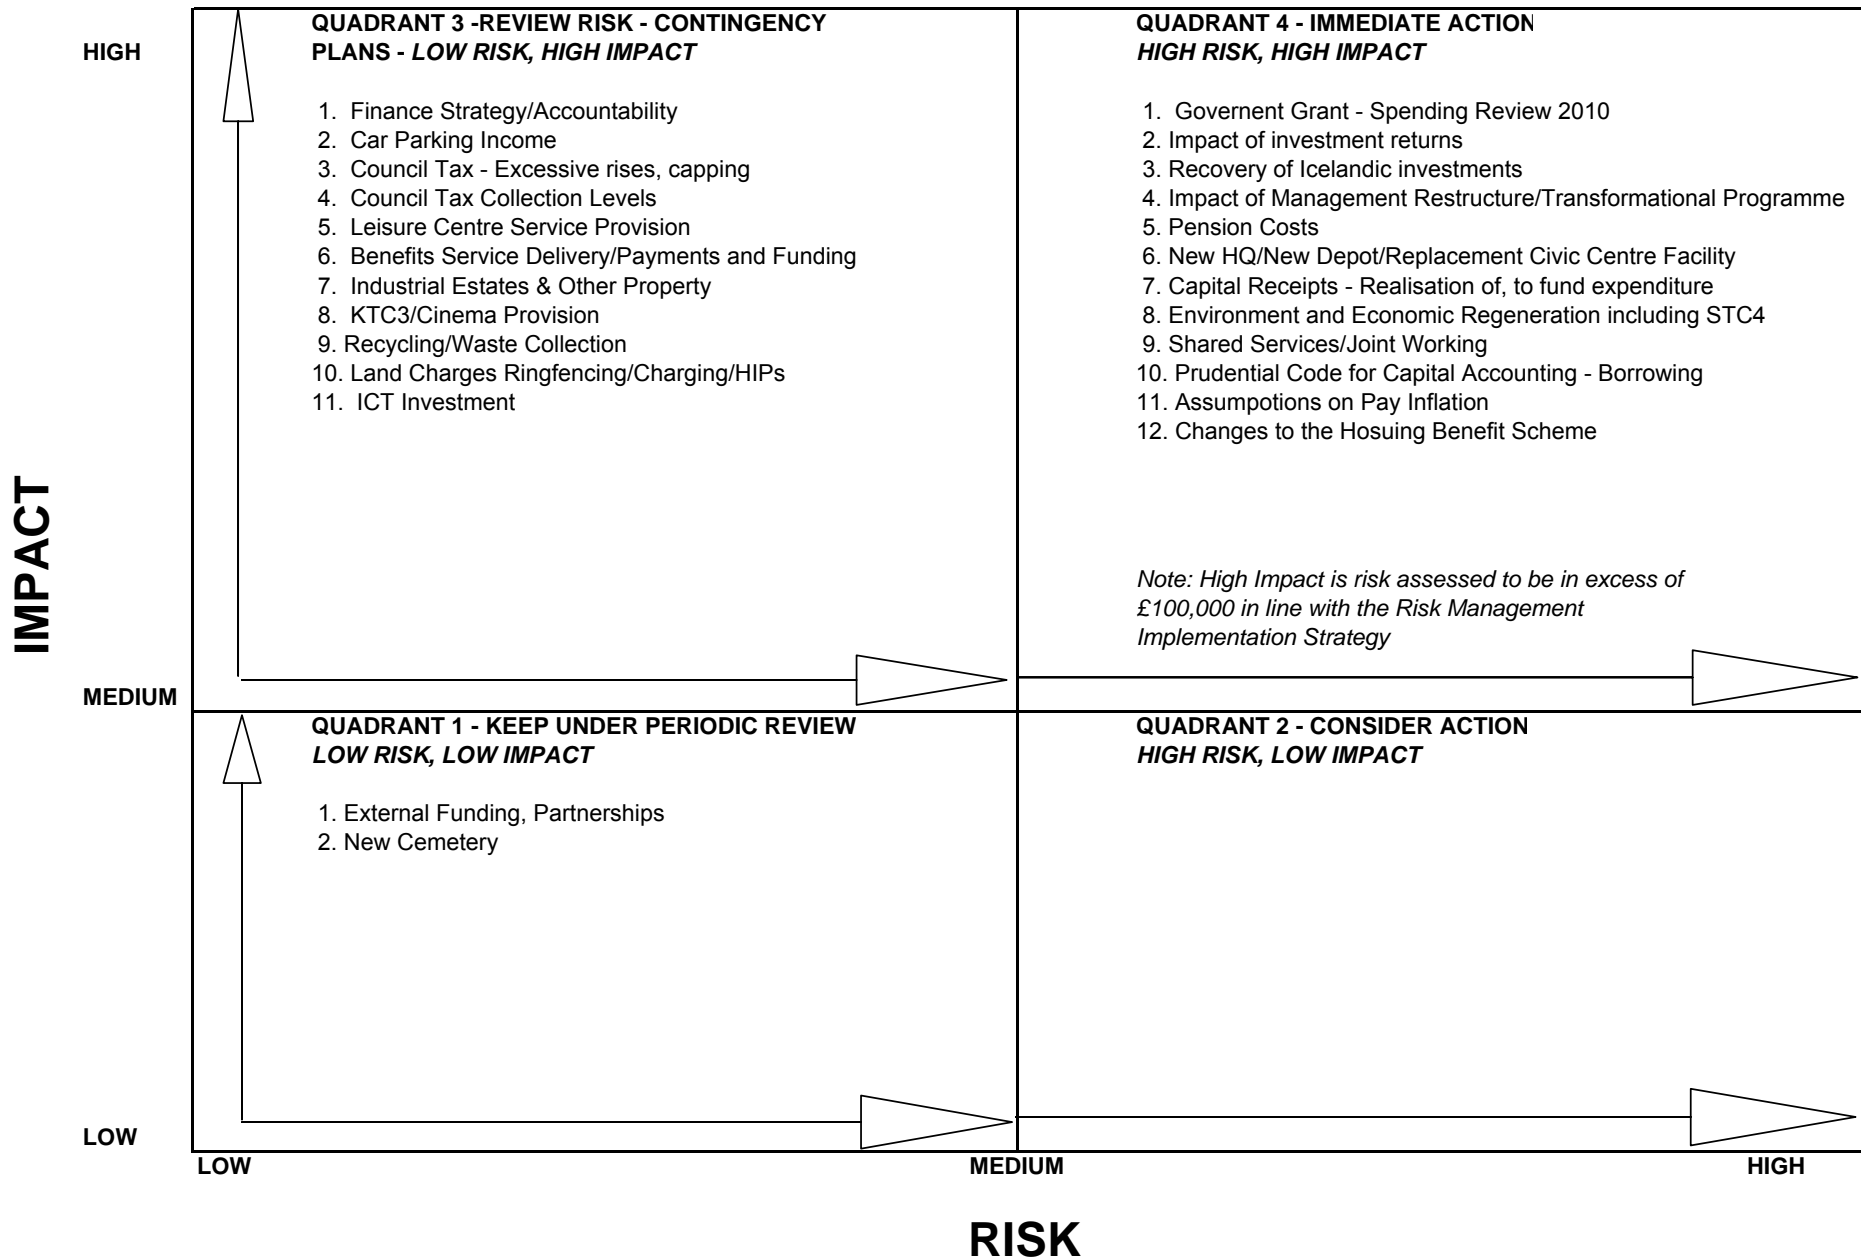 HIGH
QUADRANT 3 -REVIEW RISK - CONTINGENCY
PLANS - LOW RISK, HIGH IMPACT
1. Finance Strategy/Accountability
2. Car Parking Income
3. Council Tax - Excessive rises, capping
4. Council Tax Collection Levels
5. Leisure Centre Service Provision
6. Benefits Service Delivery/Payments and Funding
7. Industrial Estates & Other Property
8. KTC3/Cinema Provision
9. Recycling/Waste Collection
10. Land Charges Ringfencing/Charging/HIPs
11. ICT Investment
QUADRANT 4 - IMMEDIATE ACTION
HIGH RISK, HIGH IMPACT
1. Governent Grant - Spending Review 2010
2. Impact of investment returns
3. Recovery of Icelandic investments
4. Impact of Management Restructure/Transformational Programme
5. Pension Costs
6. New HQ/New Depot/Replacement Civic Centre Facility
7. Capital Receipts - Realisation of, to fund expenditure
8. Environment and Economic Regeneration including STC4
9. Shared Services/Joint Working
10. Prudential Code for Capital Accounting - Borrowing
11. Assumpotions on Pay Inflation
12. Changes to the Hosuing Benefit Scheme
Note: High Impact is risk assessed to be in excess of
£100,000 in line with the Risk Management
Implementation Strategy
IMPACT
MEDIUM
QUADRANT 1 - KEEP UNDER PERIODIC REVIEW
LOW RISK, LOW IMPACT
1. External Funding, Partnerships
2. New Cemetery
QUADRANT 2 - CONSIDER ACTION
HIGH RISK, LOW IMPACT
LOW
LOW
MEDIUM
HIGH
RISK